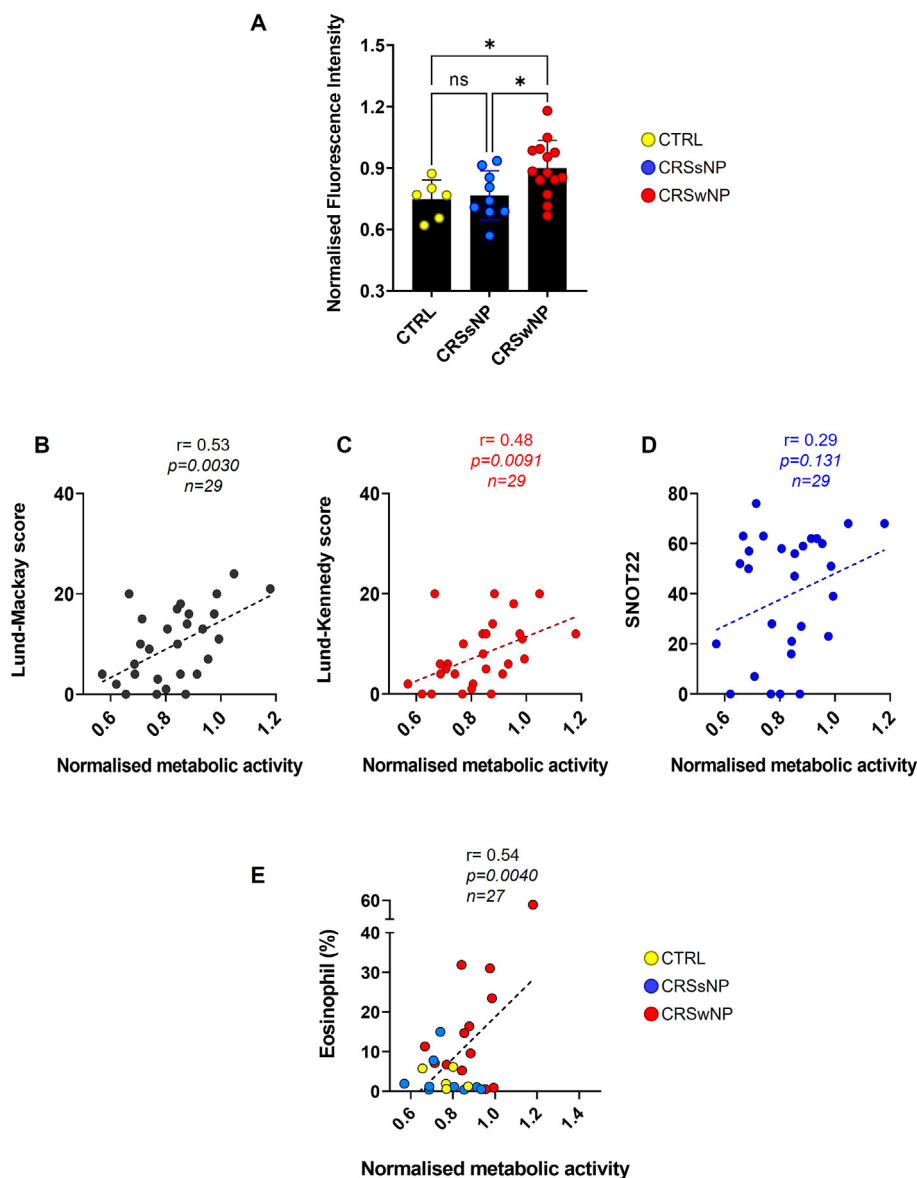 A
Normalised Fluorescence Intensity
1.5
1.2
0.9
0.6
0.3
*
ns
*
CTRL
CRSsNP
CRSwNP
CTRL
CRSsNP
CRSwNP
B
r= 0.53
p=0.0030
n=29
Lund-Mackay score
40
20
0
0.6
0.8
1.0
1.2
Normalised metabolic activity
C
r= 0.48
p=0.0091
n=29
Lund-Kennedy score
40
20
0
0.6
0.8
1.0
1.2
Normalised metabolic activity
D
r= 0.29
p=0.131
n=29
SNOT22
80
60
40
20
0
0.6
0.8
1.0
1.2
Normalised metabolic activity
E
r= 0.54
p=0.0040
n=27
Eosinophil (%)
60
40
30
20
10
0
0.6
0.8
1.0
1.2
1.4
Normalised metabolic activity
CTRL
CRSsNP
CRSwNP